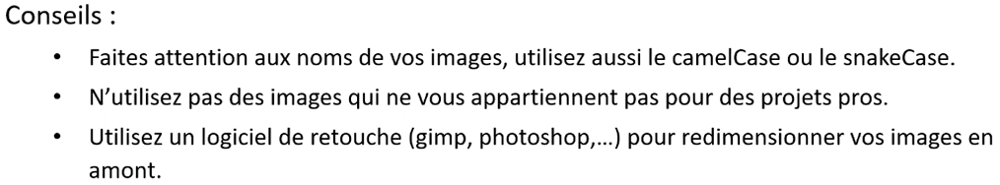 Conseils :
• Faites attention aux noms de vos images, utilisez aussi le camelCase ou le snakeCase.
• N’utilisez pas des images qui ne vous appartiennent pas pour des projets pros.
• Utilisez un logiciel de retouche (gimp, photoshop,…) pour redimensionner vos images en
amont.